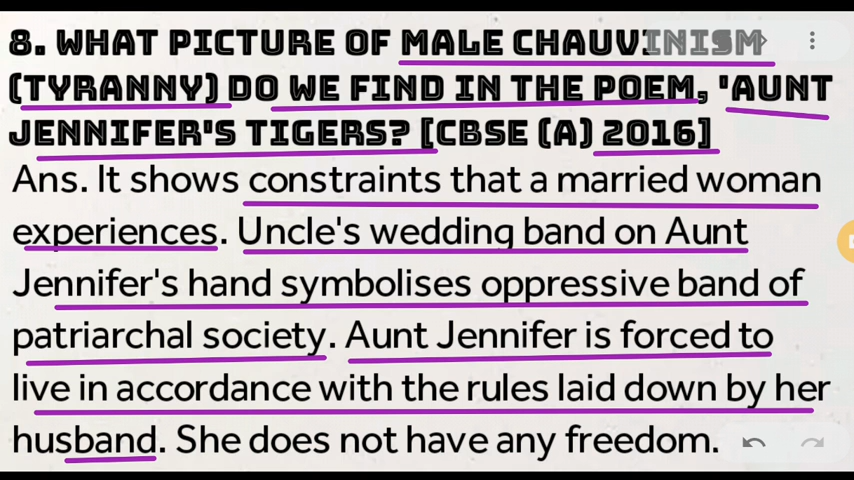 8. WHAT PICTURE OF MALE CHAUVINISM
(TYRANNY) DO WE FIND IN THE POEM, 'AUNT
JENNIFER'S TIGERS? [CBSE (A) 2016]
Ans. It shows constraints that a married woman
experiences. Uncle's wedding band on Aunt
Jennifer's hand symbolises oppressive band of
patriarchal society. Aunt Jennifer is forced to
live in accordance with the rules laid down by her
husband. She does not have any freedom.